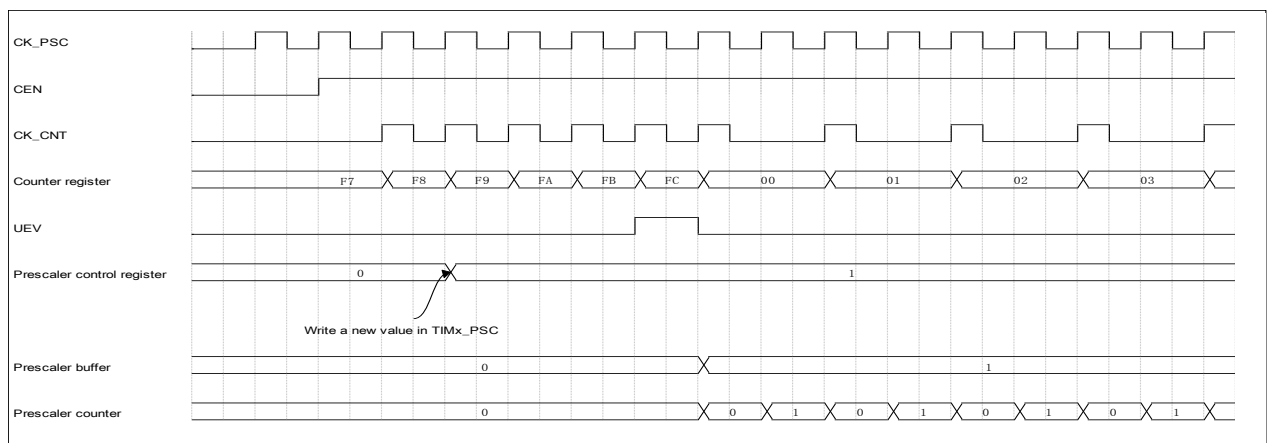 CK_PSC
CEN
CK_CNT
Counter register F7 F8 F9 FA FB FC 00 01 02 03
UEV
Prescaler control register 0 1
Write a new value in TIMx_PSC
Prescaler buffer 0 1
Prescaler counter 0 0 1 0 1 0 1 0 1